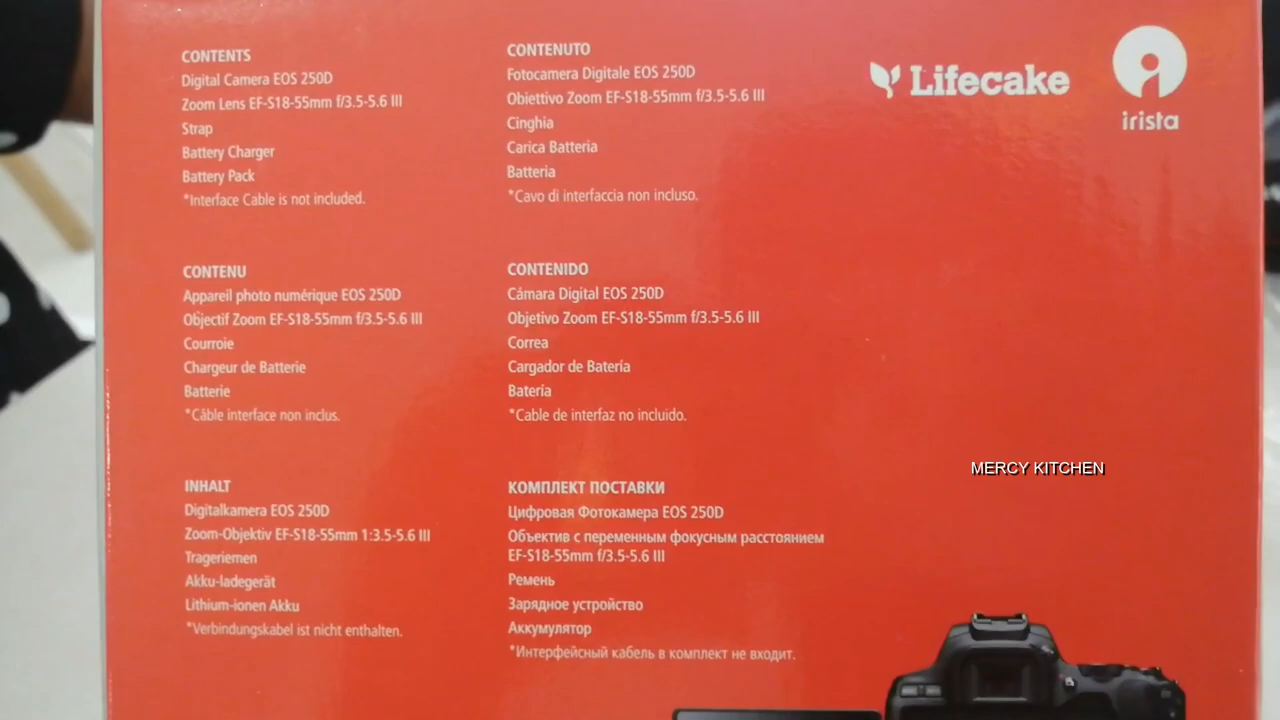 CONTENTS
Digital Camera EOS 250D
Zoom Lens EF-S18-55mm f/3.5-5.6 III
Strap
Battery Charger
Battery Pack
*Interface Cable is not included.
CONTENUTO
Fotocamera Digitale EOS 250D
Obiettivo Zoom EF-S18-55mm f/3.5-5.6 III
Cinghia
Carica Batteria
Batteria
*Cavo di interfaccia non incluso.
Lifecake
irista
CONTENU
Appareil photo numérique EOS 250D
Objectif Zoom EF-S18-55mm f/3.5-5.6 III
Courroie
Chargeur de Batterie
Batterie
*Câble interface non inclus.
CONTENIDO
Cámara Digital EOS 250D
Objetivo Zoom EF-S18-55mm f/3.5-5.6 III
Correa
Cargador de Batería
Batería
*Cable de interfaz no incluido.
MERCY KITCHEN
INHALT
Digitalkamera EOS 250D
Zoom-Objektiv EF-S18-55mm 1:3.5-5.6 III
Trageriemen
Akku-ladegerät
Lithium-ionen Akku
*Verbindungskabel ist nicht enthalten.
КОМПЛЕКТ ПОСТАВКИ
Цифровая Фотокамера EOS 250D
Объектив с переменным фокусным расстоянием
EF-S18-55mm f/3.5-5.6 III
Ремень
Зарядное устройство
Аккумулятор
*Интерфейсный кабель в комплект не входит.